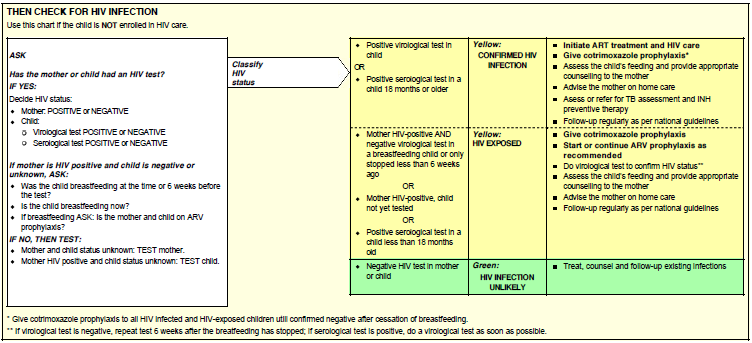 THEN CHECK FOR HIV INFECTION
Use this chart if the child is NOT enrolled in HIV care.
ASK
Has the mother or child had an HIV test?
IF YES:
Decide HIV status:
Mother: POSITIVE or NEGATIVE
Child:
Virological test POSITIVE or NEGATIVE
Serological test POSITIVE or NEGATIVE
If mother is HIV positive and child is negative or
unknown, ASK:
Was the child breastfeeding at the time or 6 weeks before
the test?
Is the child breastfeeding now?
If breastfeeding ASK: Is the mother and child on ARV
prophylaxis?
IF NO, THEN TEST:
Mother and child status unknown: TEST mother.
Mother HIV positive and child status unknown: TEST child.
Classify
HIV
status
Positive virological test in
child
OR
Positive serological test in a
child 18 months or older
Yellow:
CONFIRMED HIV
INFECTION
Initiate ART treatment and HIV care
Give cotrimoxazole prophylaxis*
Assess the child's feeding and provide appropriate
counselling to the mother
Advise the mother on home care
Asess or refer for TB assessment and INH
preventive therapy
Follow-up regularly as per national guidelines
Mother HIV-positive AND
negative virological test in
a breastfeeding child or only
stopped less than 6 weeks
ago
OR
Mother HIV-positive, child
not yet tested
OR
Positive serological test in a
child less than 18 months
old
Yellow:
HIV EXPOSED
Give cotrimoxazole prophylaxis
Start or continue ARV prophylaxis as
recommended
Do virological test to confirm HIV status**
Assess the child's feeding and provide appropriate
counselling to the mother
Advise the mother on home care
Follow-up regularly as per national guidelines
Negative HIV test in mother
or child
Green:
HIV INFECTION
UNLIKELY
Treat, counsel and follow-up existing infections
* Give cotrimoxazole prophylaxis to all HIV infected and HIV-exposed children utill confirmed negative after cessation of breastfeeding.
** If virological test is negative, repeat test 6 weeks after the breatfeeding has stopped; if serological test is positive, do a virological test as soon as possible.